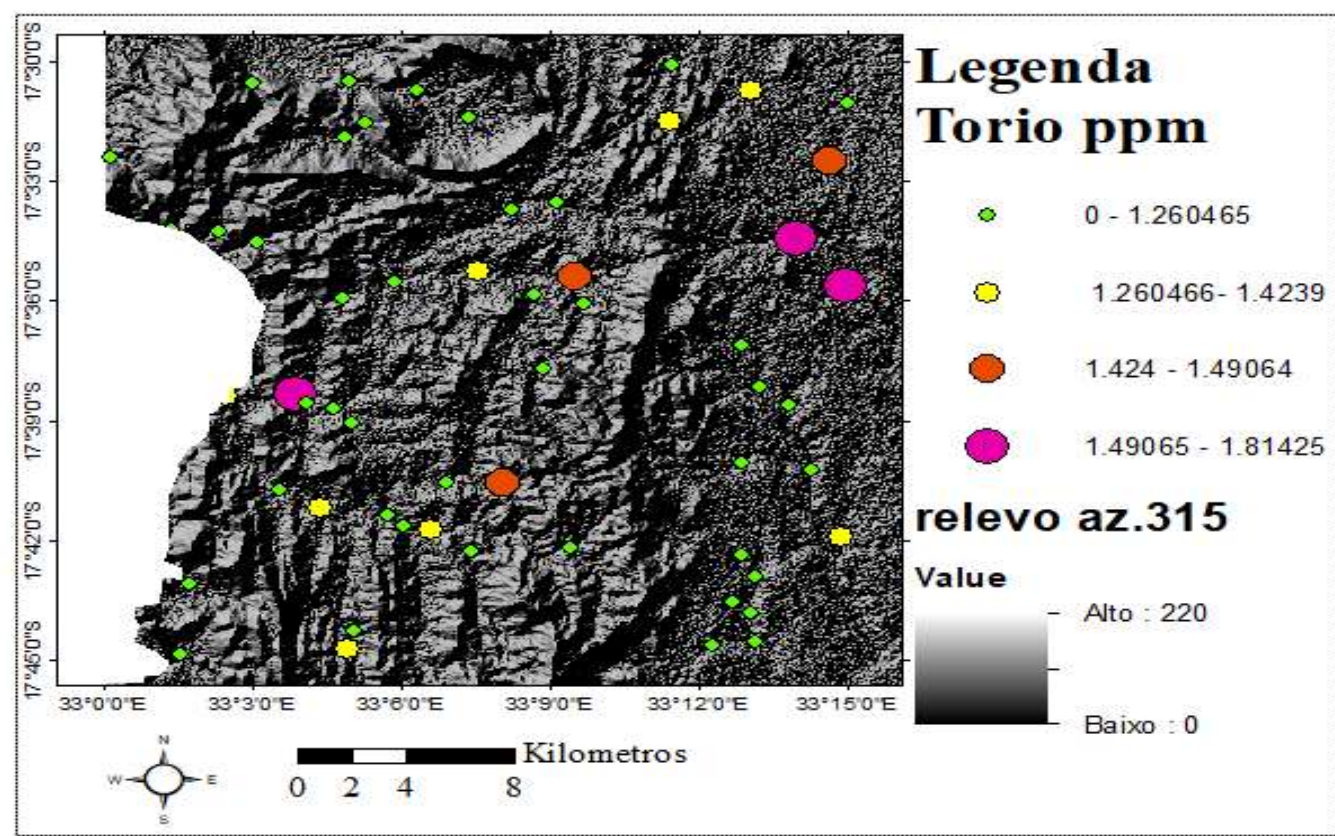 17°30'0"S
17°33'0"S
17°36'0"S
17°39'0"S
17°42'0"S
17°45'0"S
33°0'0"E
33°3'0"E
33°6'0"E
33°9'0"E
33°12'0"E
33°15'0"E
N
W
E
S
Kilometros
0 2 4 8
Legenda
Torio ppm
0 - 1.260465
1.260466- 1.4239
1.424 - 1.49064
1.49065 - 1.81425
relevo az.315
Value
Alto : 220
Baixo : 0